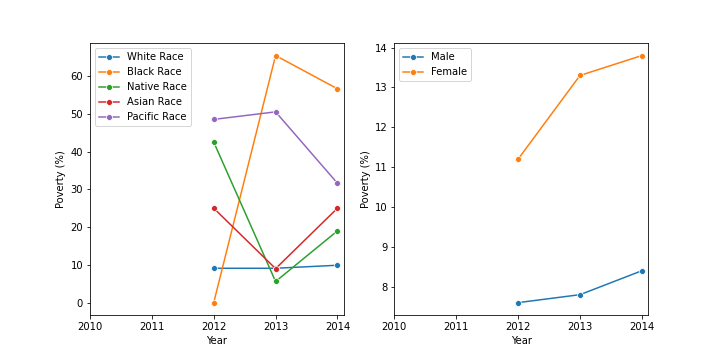 White Race
Black Race
Native Race
Asian Race
Pacific Race
60
50
40
30
20
10
0
Poverty (%)
2010 2011 2012 2013 2014
Year
Male
Female
14
13
12
11
10
9
8
Poverty (%)
2010 2011 2012 2013 2014
Year